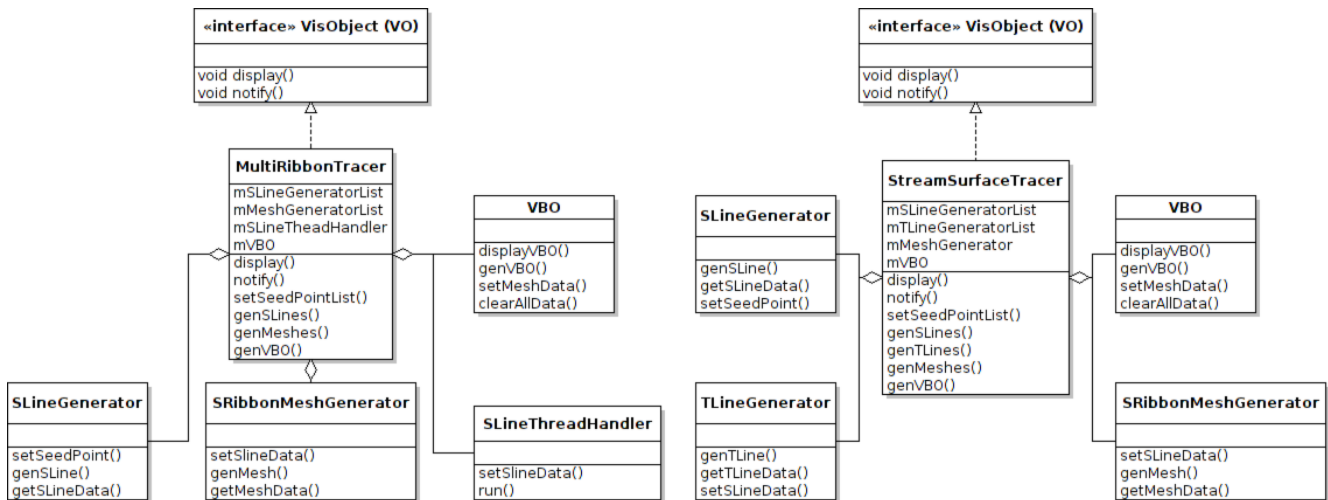 «interface» VisObject (VO)
void display()
void notify()
MultiRibbonTracer
mSLineGeneratorList
mMeshGeneratorList
mSLineTheadHandler
mVBO
display()
notify()
setSeedPointList()
genSLines()
genMeshes()
genVBO()
VBO
displayVBO()
genVBO()
setMeshData()
clearAllData()
SLineGenerator
setSeedPoint()
genSLine()
getSLineData()
SRibbonMeshGenerator
setSlineData()
genMesh()
getMeshData()
SLineThreadHandler
setSlineData()
run()
«interface» VisObject (VO)
void display()
void notify()
SLineGenerator
genSLine()
getSLineData()
setSeedPoint()
StreamSurfaceTracer
mSLineGeneratorList
mTLineGeneratorList
mMeshGenerator
mVBO
display()
notify()
setSeedPointList()
genSLines()
genTLines()
genMeshes()
genVBO()
VBO
displayVBO()
genVBO()
setMeshData()
clearAllData()
TLineGenerator
genTLine()
getTLineData()
setSLineData()
SRibbonMeshGenerator
setSLineData()
genMesh()
getMeshData()